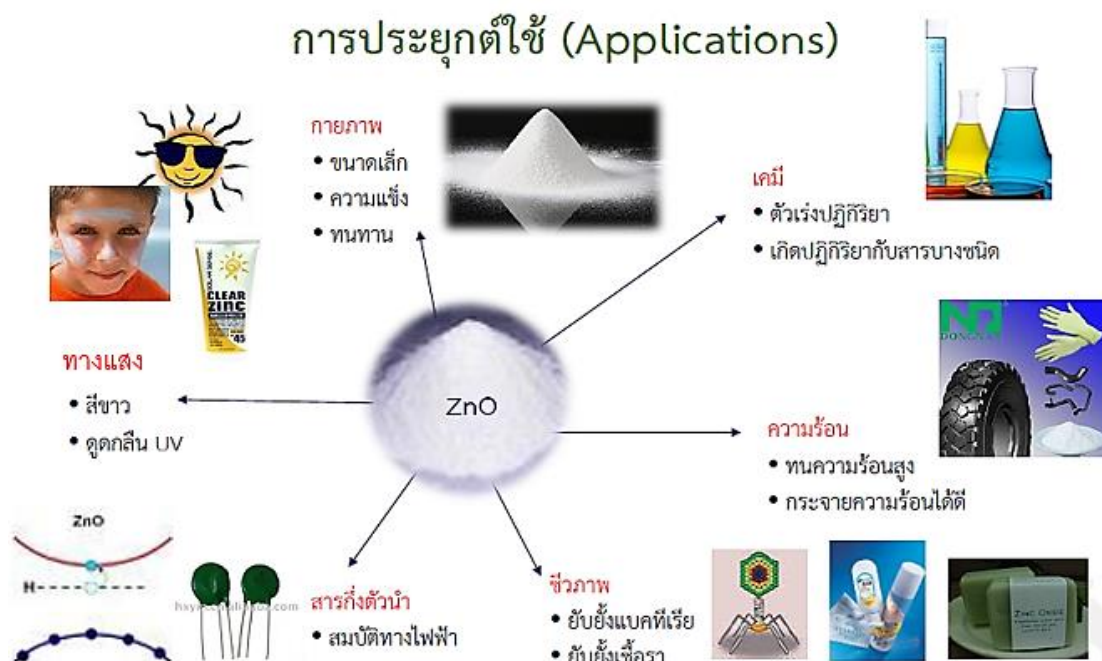 การประยุกต์ใช้ (Applications)
กายภาพ
• ขนาดเล็ก
• ความแข็ง
• ทนทาน
เคมี
• ตัวเร่งปฏิกิริยา
• เกิดปฏิกิริยากับสารบางชนิด
CLEAR
ZINC
45
ทางแสง
• สีขาว
• ดูดกลืน UV
ZnO
ความร้อน
• ทนความร้อนสูง
• กระจายความร้อนได้ดี
ZnO
H
สารกึ่งตัวนำ
• สมบัติทางไฟฟ้า
ชีวภาพ
• ยับยั้งแบคทีเรีย
• ยับยั้งเชื้อรา
ZINC OXIDE